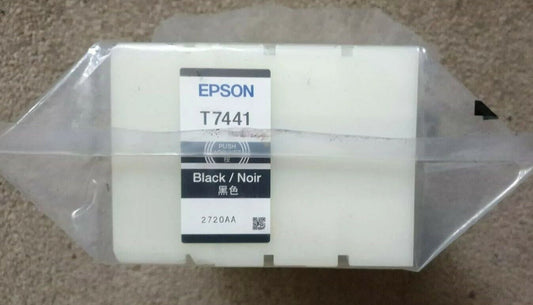 EPSON
T7441
PUSH
Black / Noir
黑色
2720AA